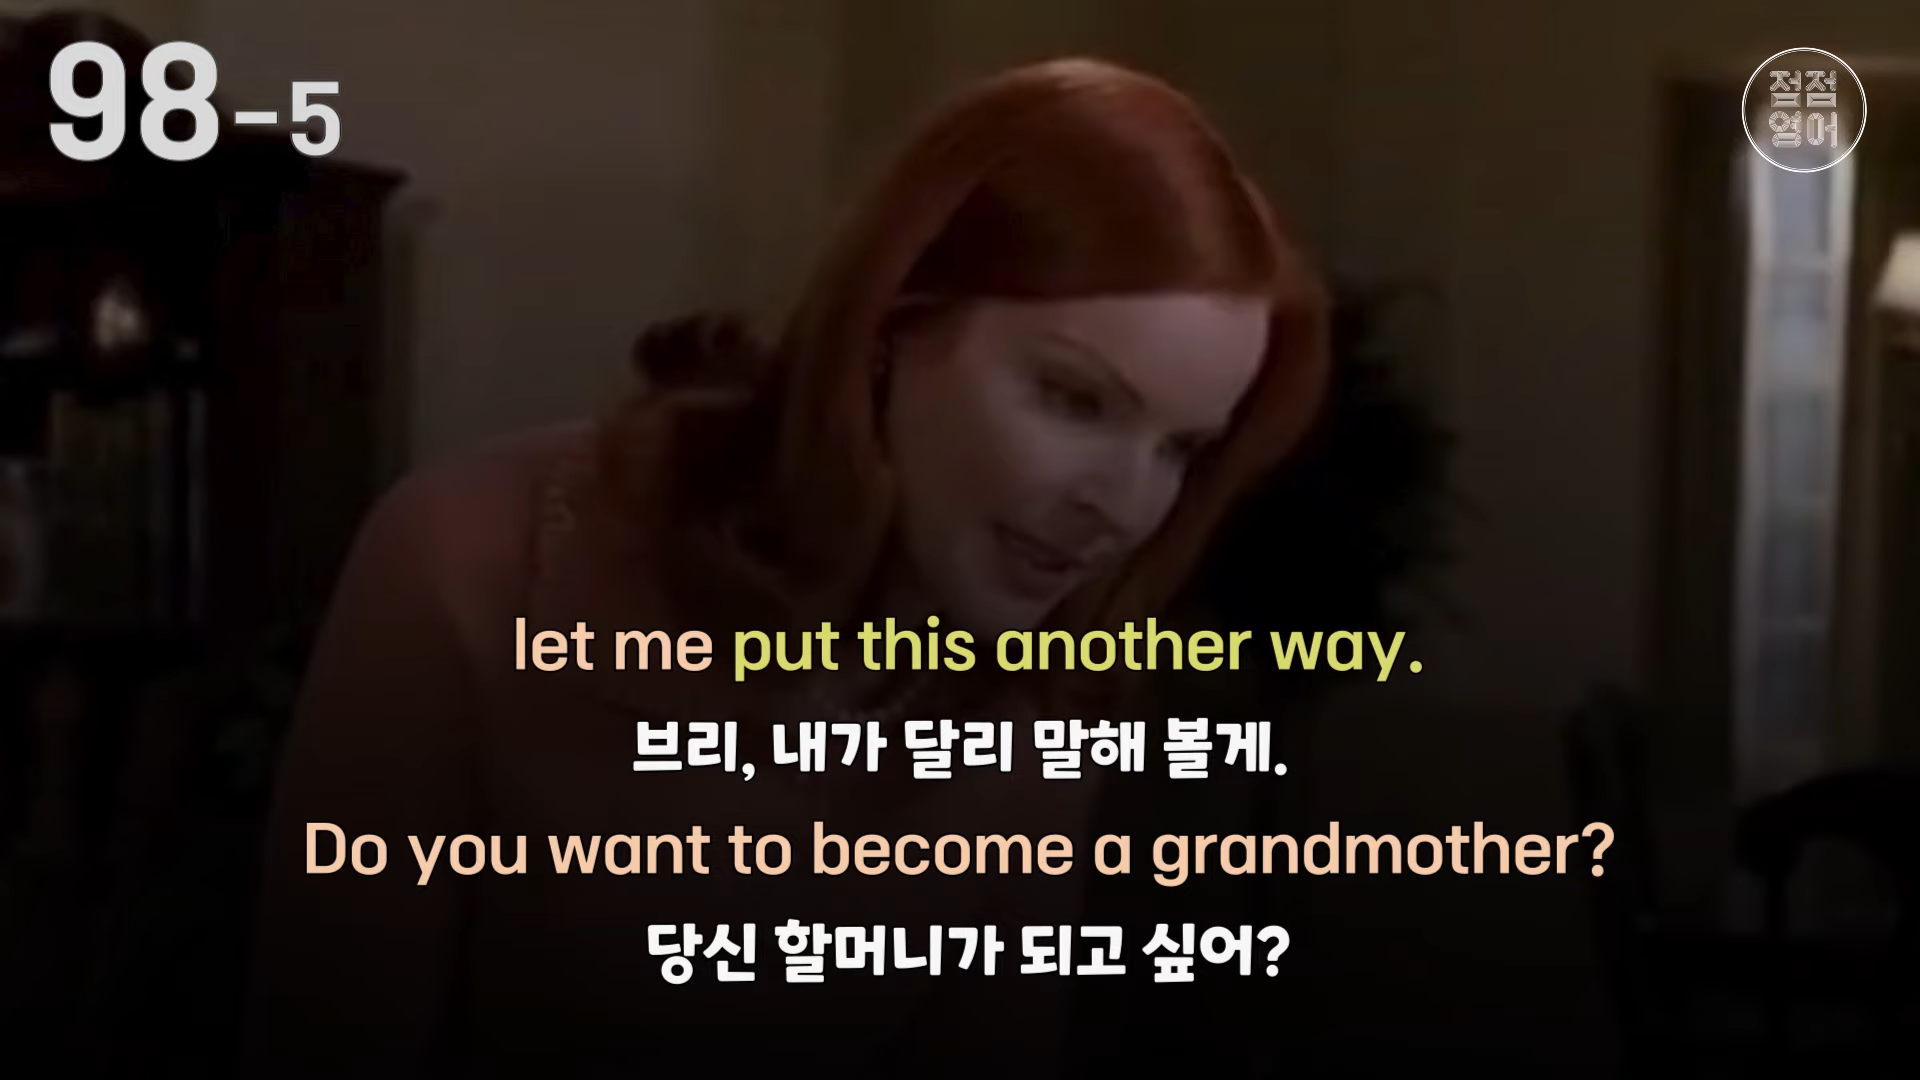 98-5
점점
영어
let me put this another way.
브리, 내가 달리 말해 볼게.
Do you want to become a grandmother?
당신 할머니가 되고 싶어?